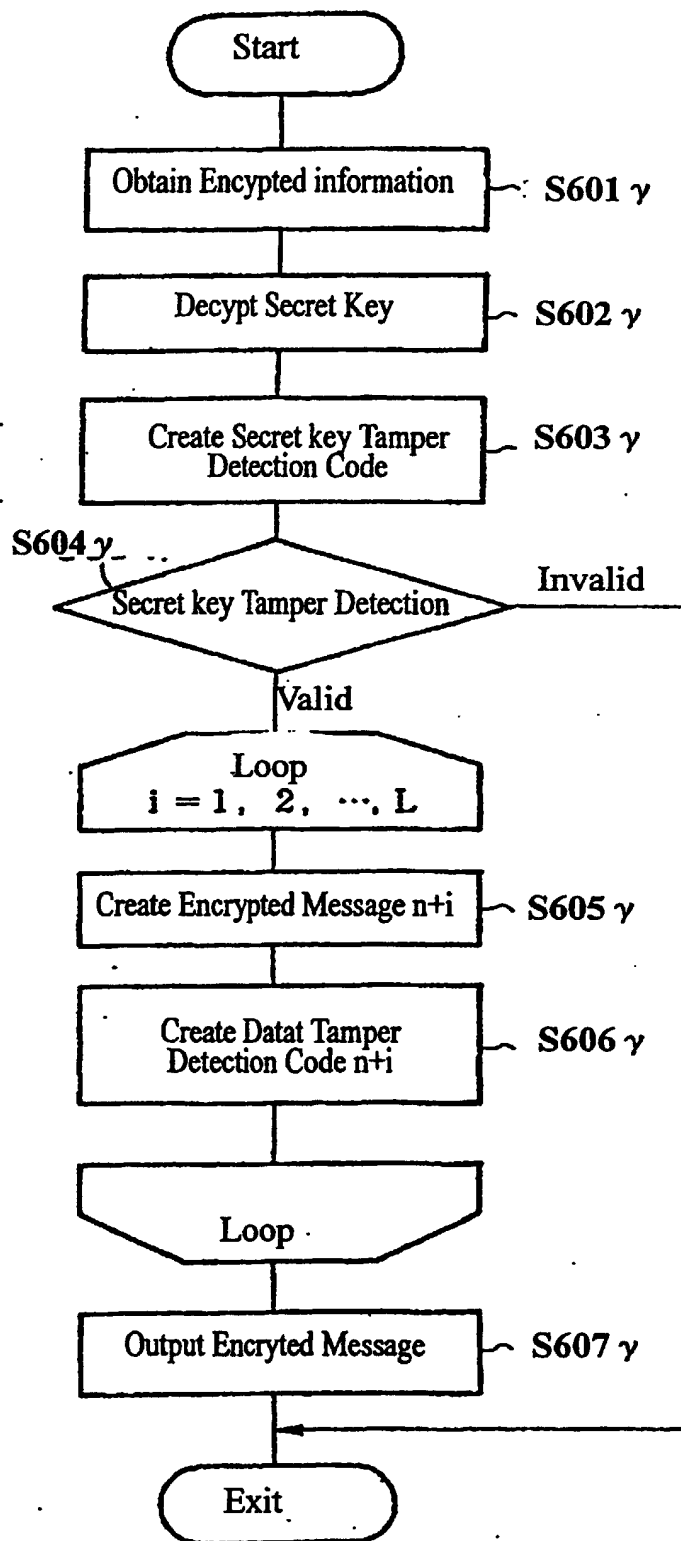 Start
Obtain Encypted information
S601 γ
Decypt Secret Key
S602 γ
Create Secret key Tamper
Detection Code
S603 γ
S604 γ
Secret key Tamper Detection
Invalid
Valid
Loop
i = 1, 2, ⋯, L
Create Encrypted Message n+i
S605 γ
Create Datat Tamper
Detection Code n+i
S606 γ
Loop
Output Encryted Message
S607 γ
Exit